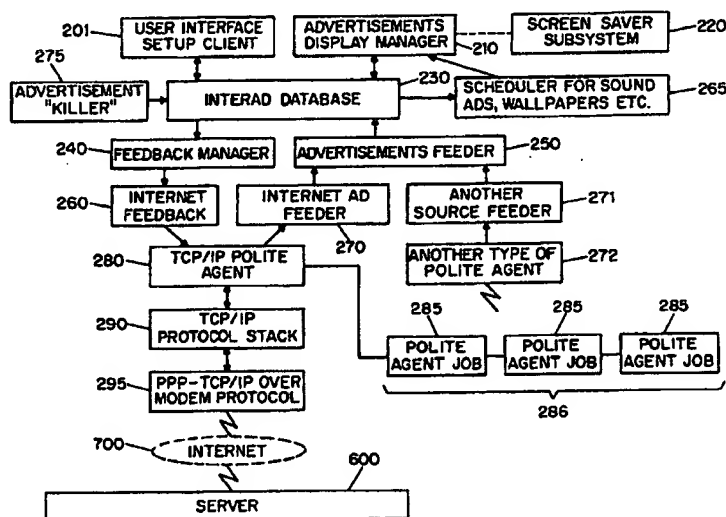 201
USER INTERFACE
SETUP CLIENT
ADVERTISEMENTS
DISPLAY MANAGER
210
SCREEN SAVER
SUBSYSTEM
220
275
ADVERTISEMENT
"KILLER"
230
INTERAD DATABASE
SCHEDULER FOR SOUND
ADS, WALLPAPERS ETC.
265
240
FEEDBACK MANAGER
ADVERTISEMENTS FEEDER
250
260
INTERNET
FEEDBACK
INTERNET AD
FEEDER
270
ANOTHER
SOURCE FEEDER
271
280
TCP/IP POLITE
AGENT
ANOTHER TYPE OF
POLITE AGENT
272
290
TCP/IP
PROTOCOL STACK
285
285
285
POLITE
AGENT JOB
POLITE
AGENT JOB
POLITE
AGENT JOB
286
295
PPP-TCP/IP OVER
MODEM PROTOCOL
700
INTERNET
600
SERVER